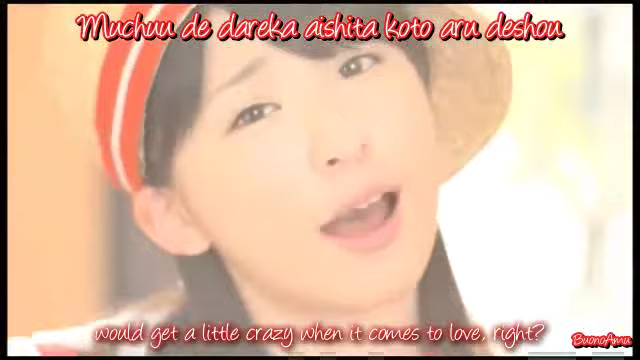 Muchuu de dareka aishita koto aru deshou
would get a little crazy when it comes to love, right?
BuonoAmu